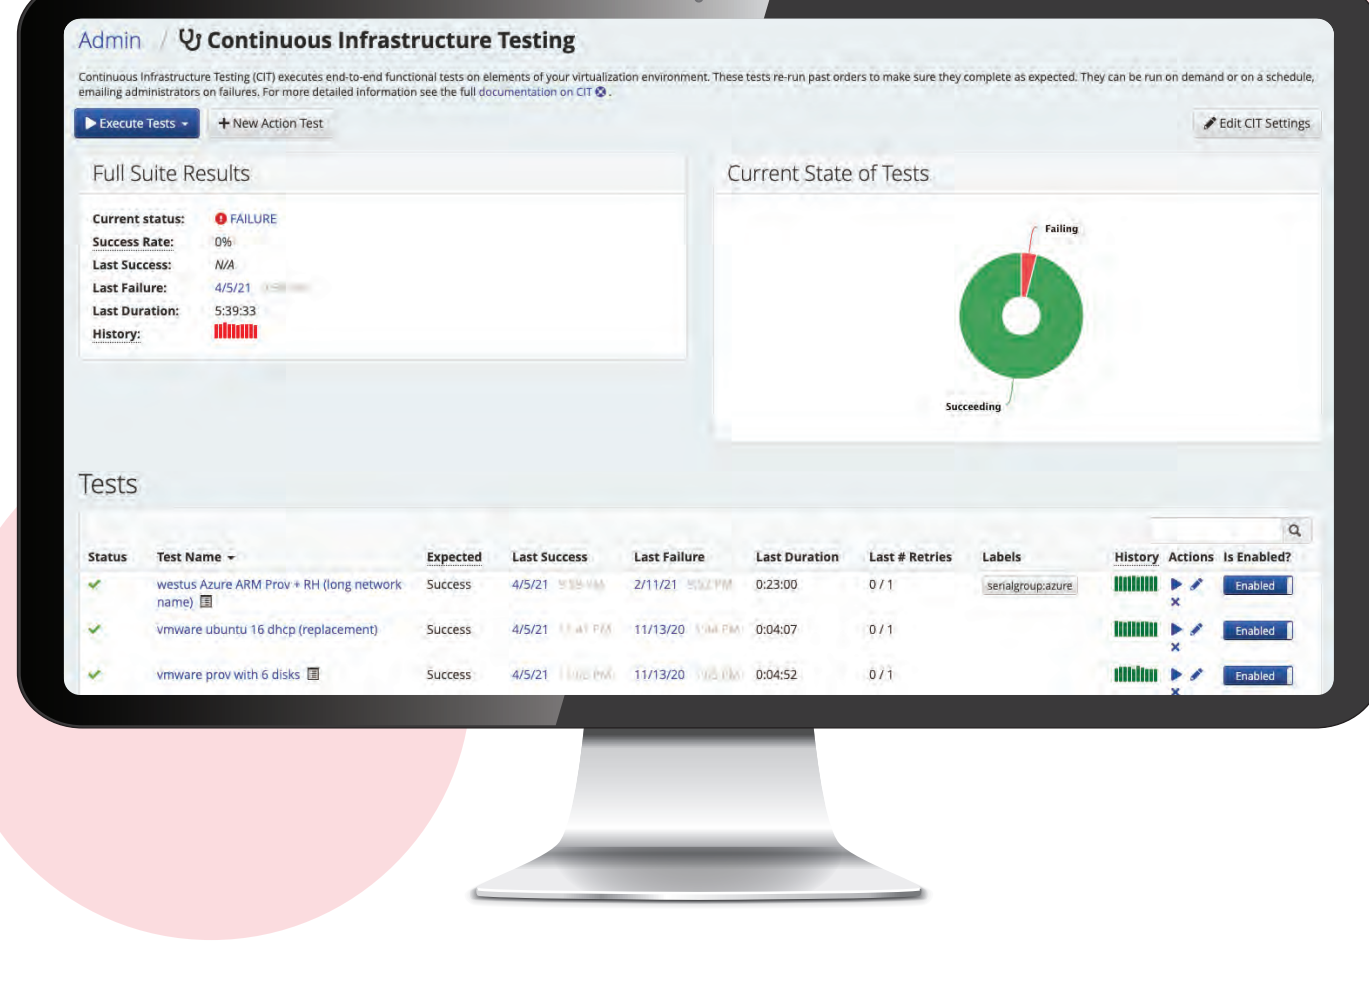 Admin / Continuous Infrastructure Testing
Continuous Infrastructure Testing (CIT) executes end-to-end functional tests on elements of your virtualization environment. These tests re-run past orders to make sure they complete as expected. They can be run on demand or on a schedule,
emailing administrators on failures. For more detailed information see the full documentation on CIT .
Execute Tests
+ New Action Test
Edit CIT Settings
Full Suite Results
Current status: FAILURE
Success Rate: 0%
Last Success: N/A
Last Failure: 4/5/21
Last Duration: 5:39:33
History:
Current State of Tests
Failing
Succeeding
Tests
Status Test Name Expected Last Success Last Failure Last Duration Last # Retries Labels History Actions Is Enabled?
westus Azure ARM Prov + RH (long network Success 4/5/21 2/11/21 0:23:00 0 / 1 serialgroup:azure Enabled
name)
vmware ubuntu 16 dhcp (replacement) Success 4/5/21 11/13/20 0:04:07 0 / 1 Enabled
vmware prov with 6 disks Success 4/5/21 11/13/20 0:04:52 0 / 1 Enabled